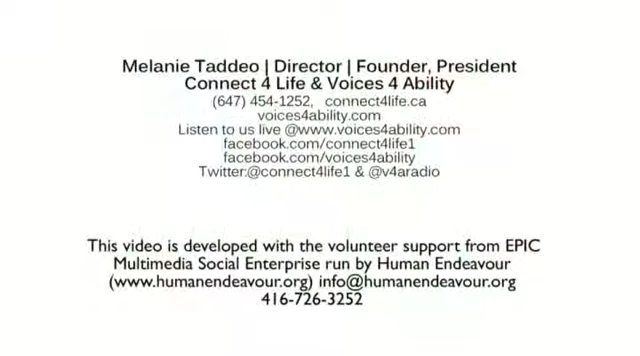 Melanie Taddeo | Director | Founder, President
Connect 4 Life & Voices 4 Ability
(647) 454-1252, connect4life.ca
voices4ability.com
Listen to us live @www.voices4ability.com
facebook.com/connect4life1
facebook.com/voices4ability
Twitter:@connect4life1 & @v4aradio
This video is developed with the volunteer support from EPIC
Multimedia Social Enterprise run by Human Endeavour
(www.humanendeavour.org) info@humanendeavour.org
416-726-3252